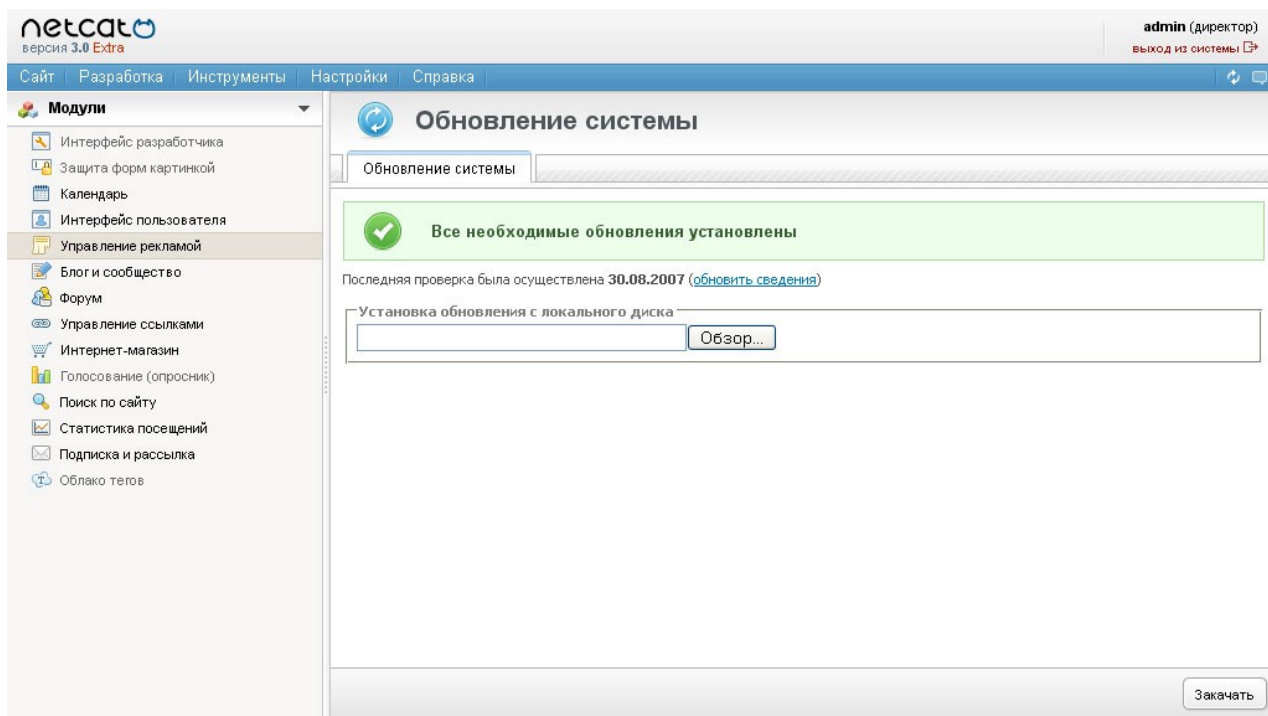 netcat
версия 3.0 Extra
admin (директор)
выход из системы
Сайт Разработка Инструменты Настройки Справка
Модули
Интерфейс разработчика
Защита форм картинкой
Календарь
Интерфейс пользователя
Управление рекламой
Блог и сообщество
Форум
Управление ссылками
Интернет-магазин
Голосование (опросник)
Поиск по сайту
Статистика посещений
Подписка и рассылка
Облако тегов
Обновление системы
Обновление системы
Все необходимые обновления установлены
Последняя проверка была осуществлена 30.08.2007 (обновить сведения)
Установка обновления с локального диска
Обзор...
Закачать